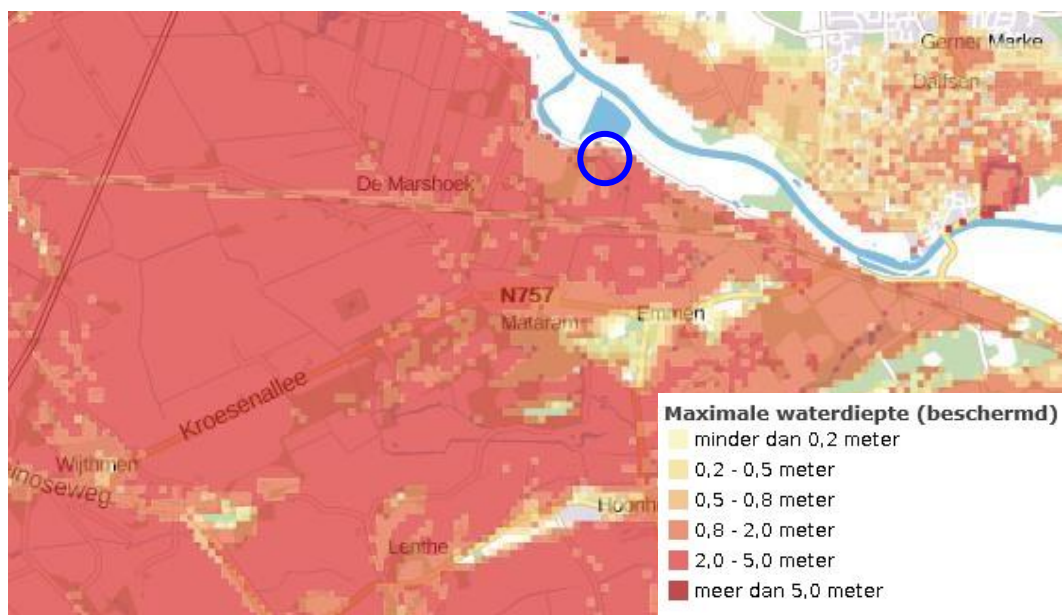 Gerner Marke
Dalfsen
De Marshoek
N757
Mataram
Emmen
Kroesenallee
Wijthmen
inoseweg
Hoonh
Lenthe
Maximale waterdiepte (beschermd)
minder dan 0,2 meter
0,2 - 0,5 meter
0,5 - 0,8 meter
0,8 - 2,0 meter
2,0 - 5,0 meter
meer dan 5,0 meter